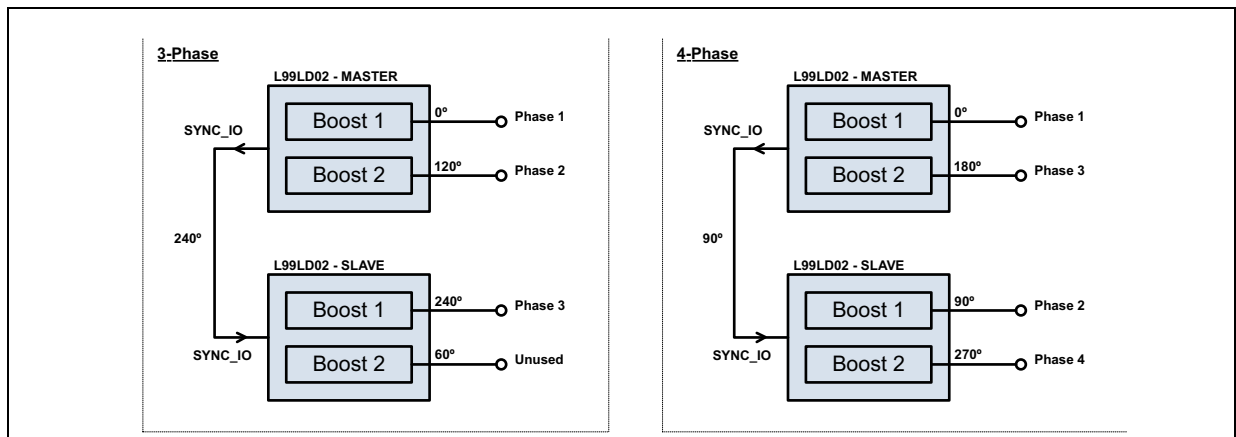 3-Phase
L99LD02 - MASTER
Boost 1
0º
Phase 1
SYNC_IO
Boost 2
120º
Phase 2
240º
L99LD02 - SLAVE
Boost 1
240º
Phase 3
SYNC_IO
Boost 2
60º
Unused
4-Phase
L99LD02 - MASTER
Boost 1
0º
Phase 1
SYNC_IO
Boost 2
180º
Phase 3
90º
L99LD02 - SLAVE
Boost 1
90º
Phase 2
SYNC_IO
Boost 2
270º
Phase 4